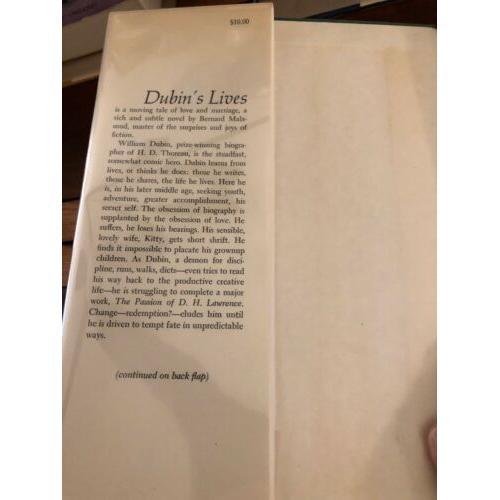 $10.00
Dubin's Lives
is a moving tale of love and marriage, a
rich and subtle novel by Bernard Mala-
mud, master of the surprises and joys of
fiction.
William Dubin, prize-winning biogra-
pher of H. D. Thoreau, is the steadfast,
somewhat comic hero. Dubin learns from
lives, or thinks he does: those he writes,
those he shares, the life he lives. Here he
is, in his later middle age, seeking youth,
adventure, greater accomplishment, his
secret self. The obsession of biography is
supplanted by the obsession of love. He
suffers, he loses his bearings. His sensible,
lovely wife, Kitty, gets short shrift. He
finds it impossible to placate his grownup
children. As Dubin, a demon for disci-
pline, runs, walks, diets—even tries to read
his way back to the productive creative
life—he is struggling to complete a major
work, The Passion of D. H. Lawrence.
Change—redemption?—eludes him until
he is driven to tempt fate in unpredictable
ways.
(continued on back flap)